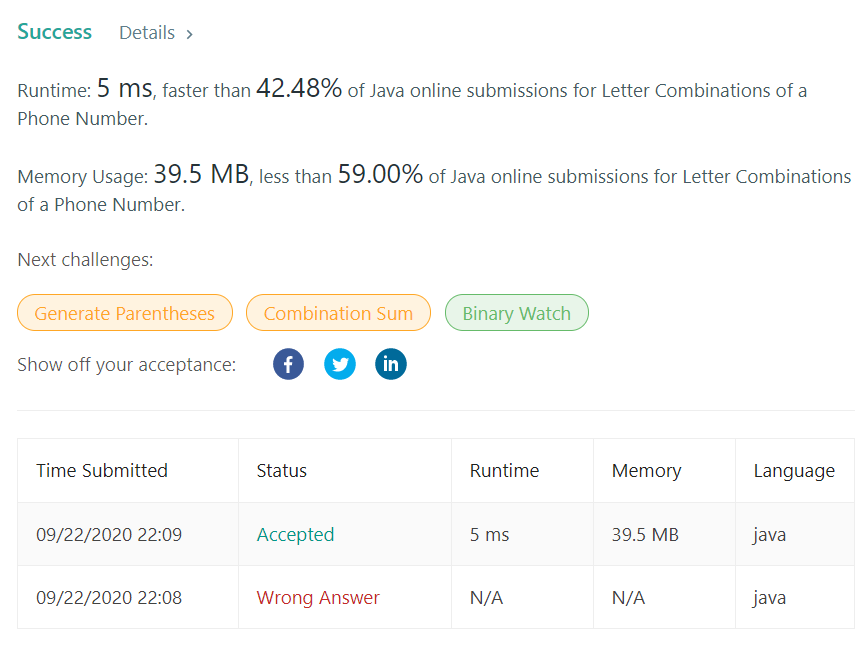 Success Details >
Runtime: 5 ms, faster than 42.48% of Java online submissions for Letter Combinations of a
Phone Number.
Memory Usage: 39.5 MB, less than 59.00% of Java online submissions for Letter Combinations
of a Phone Number.
Next challenges:
Generate Parentheses Combination Sum Binary Watch
Show off your acceptance: f in
Time Submitted Status Runtime Memory Language
09/22/2020 22:09 Accepted 5 ms 39.5 MB java
09/22/2020 22:08 Wrong Answer N/A N/A java